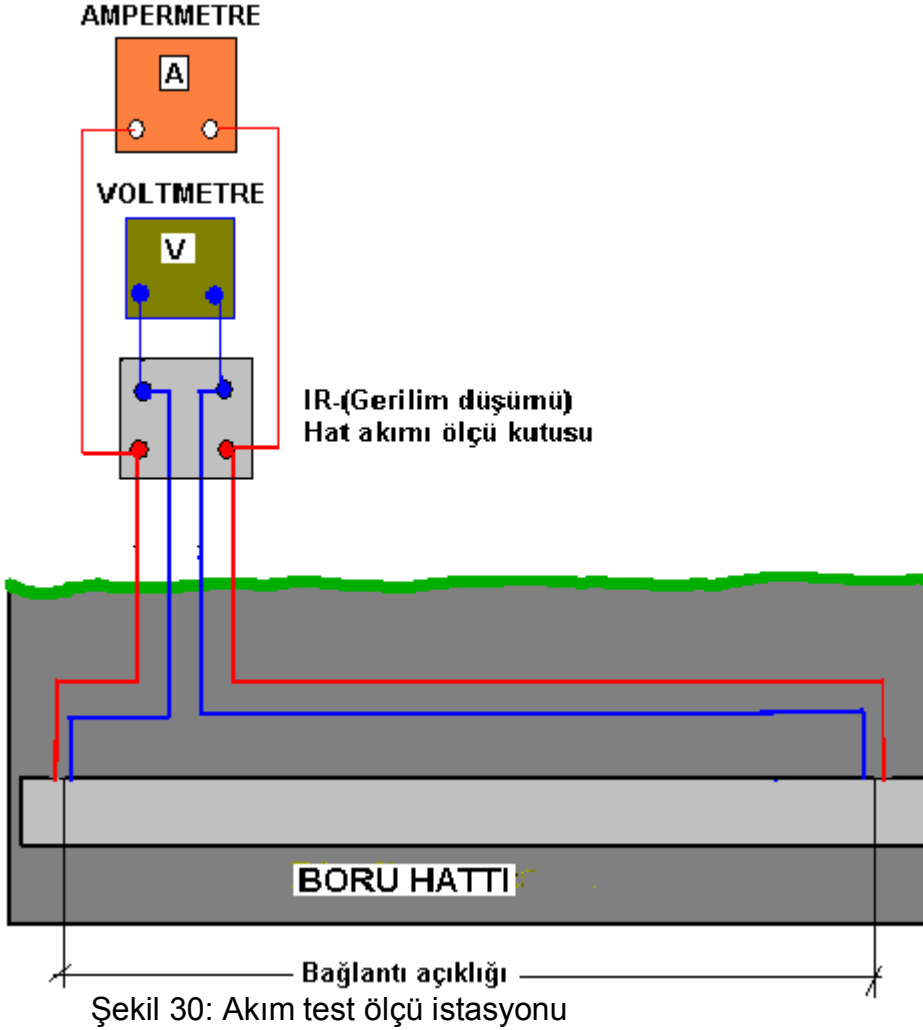 AMPERMETRE
A
VOLTMETRE
V
IR-(Gerilim düşümü)
Hat akımı ölçü kutusu
BORU HATTI
Bağlantı açıklığı
Şekil 30: Akım test ölçü istasyonu